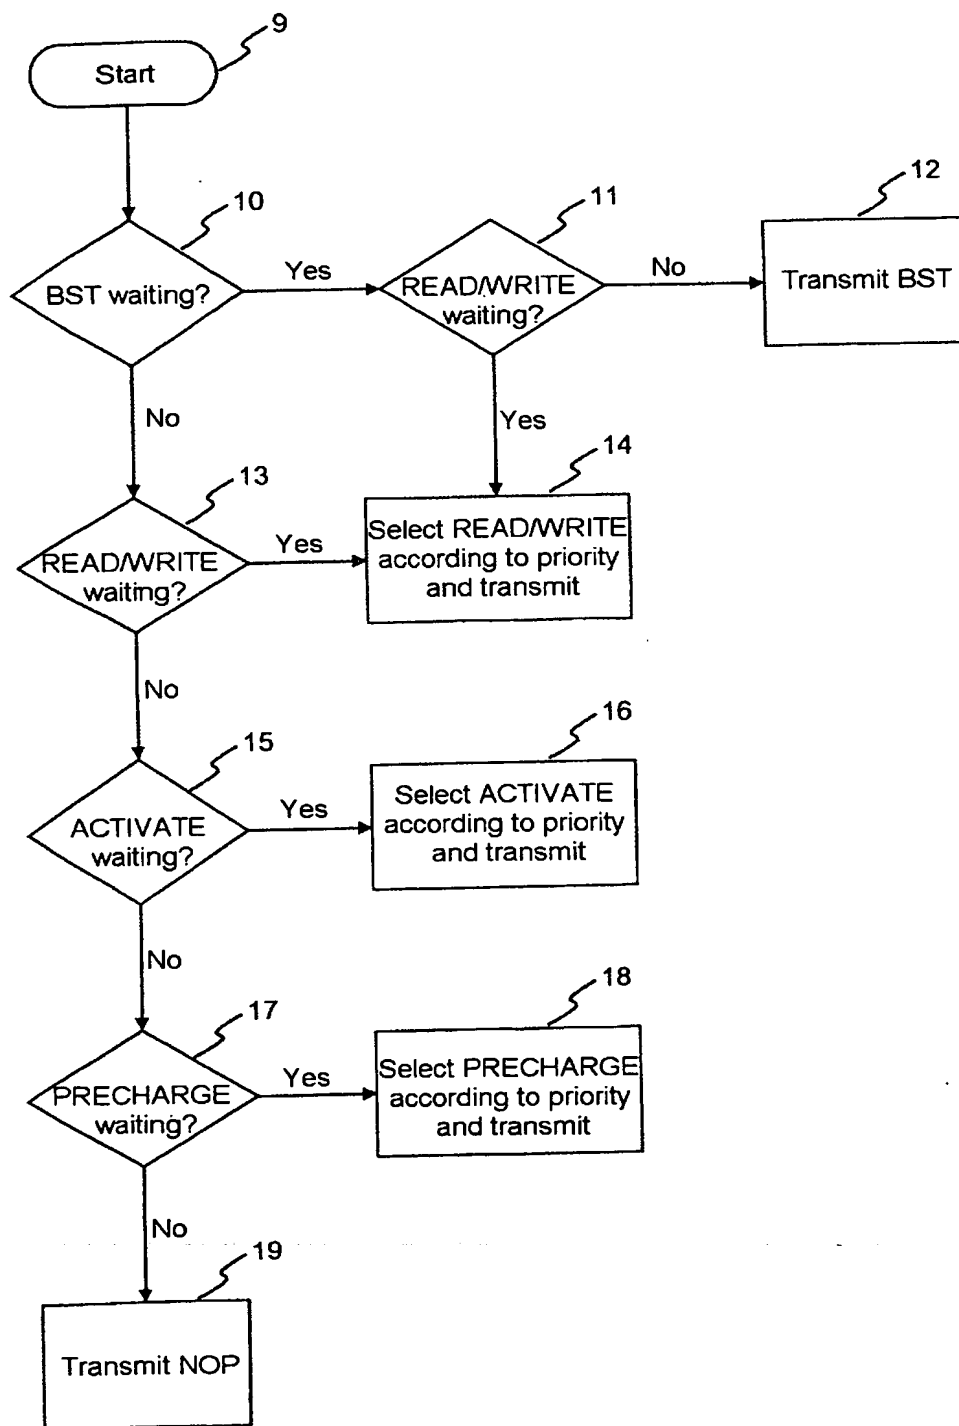 9
Start
10
11
12
BST waiting?
Yes
READ/WRITE
waiting?
No
Transmit BST
No
Yes
13
14
READ/WRITE
waiting?
Yes
Select READ/WRITE
according to priority
and transmit
No
15
16
ACTIVATE
waiting?
Yes
Select ACTIVATE
according to priority
and transmit
No
17
18
PRECHARGE
waiting?
Yes
Select PRECHARGE
according to priority
and transmit
No
19
Transmit NOP